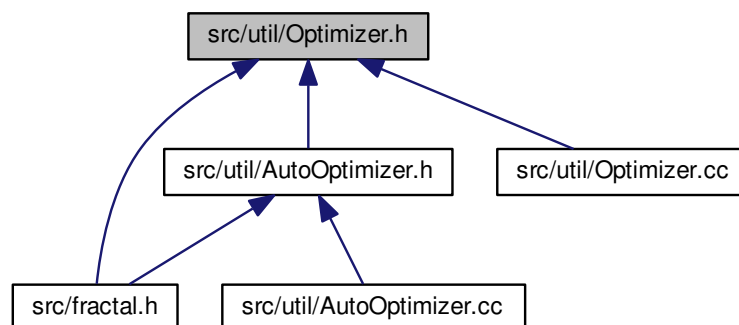 src/util/Optimizer.h
src/util/AutoOptimizer.h
src/util/Optimizer.cc
src/fractal.h
src/util/AutoOptimizer.cc